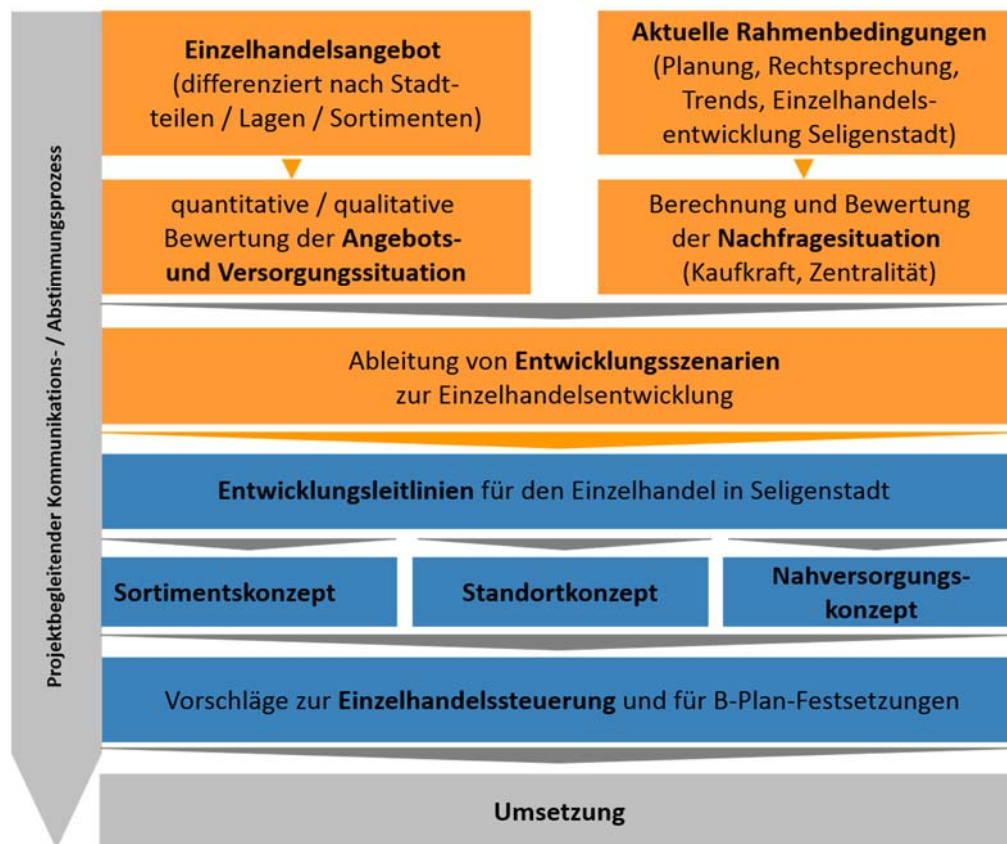 Projektbegleitender Kommunikations- / Abstimmungsprozess
Einzelhandelsangebot
(differenziert nach Stadt-
teilen / Lagen / Sortimenten)
Aktuelle Rahmenbedingungen
(Planung, Rechtsprechung,
Trends, Einzelhandels-
entwicklung Seligenstadt)
quantitative / qualitative
Bewertung der Angebots-
und Versorgungssituation
Berechnung und Bewertung
der Nachfragesituation
(Kaufkraft, Zentralität)
Ableitung von Entwicklungsszenarien
zur Einzelhandelsentwicklung
Entwicklungsleitlinien für den Einzelhandel in Seligenstadt
Sortimentskonzept
Standortkonzept
Nahversorgungs-
konzept
Vorschläge zur Einzelhandelssteuerung und für B-Plan-Festsetzungen
Umsetzung